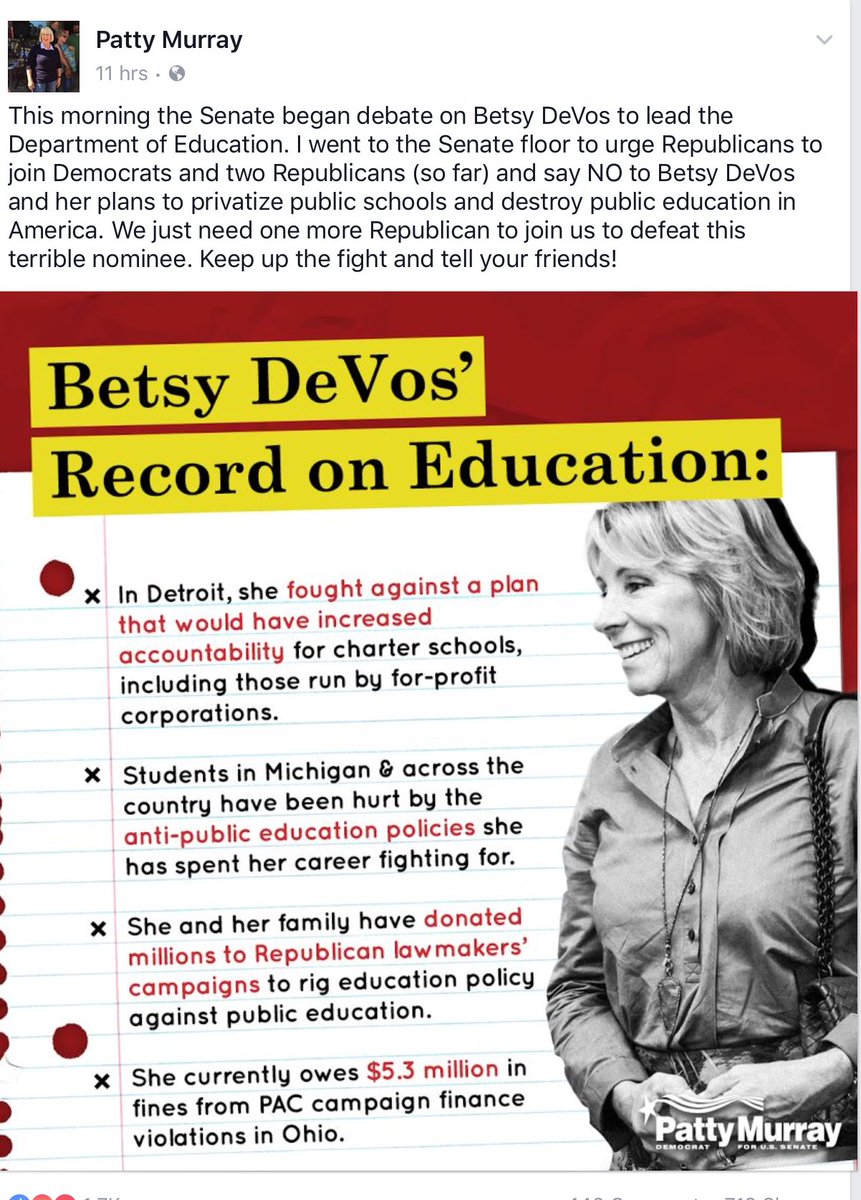 Patty Murray
11 hrs ·
This morning the Senate began debate on Betsy DeVos to lead the
Department of Education. I went to the Senate floor to urge Republicans to
join Democrats and two Republicans (so far) and say NO to Betsy DeVos
and her plans to privatize public schools and destroy public education in
America. We just need one more Republican to join us to defeat this
terrible nominee. Keep up the fight and tell your friends!
Betsy DeVos’
Record on Education:
× In Detroit, she fought against a plan
that would have increased
accountability for charter schools,
including those run by for-profit
corporations.
× Students in Michigan & across the
country have been hurt by the
anti-public education policies she
has spent her career fighting for.
× She and her family have donated
millions to Republican lawmakers’
campaigns to rig education policy
against public education.
× She currently owes $5.3 million in
fines from PAC campaign finance
violations in Ohio.
Patty Murray
DEMOCRAT FOR U.S. SENATE